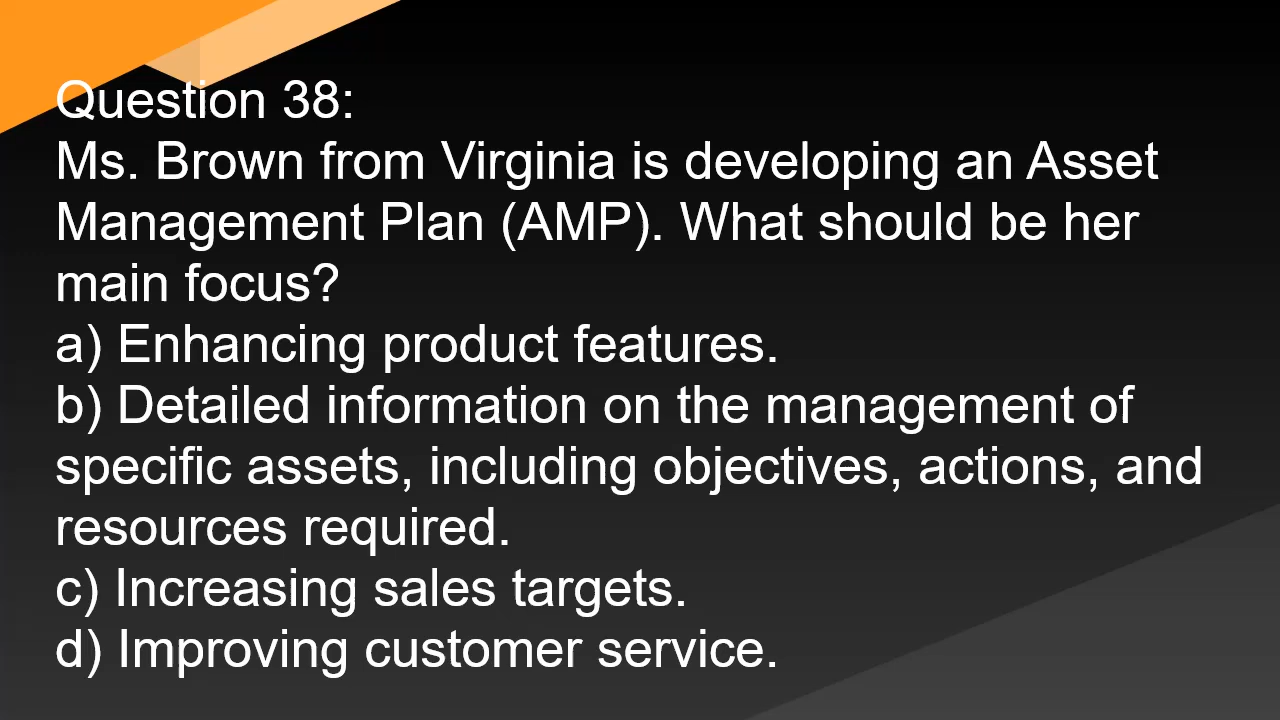 Question 38:
Ms. Brown from Virginia is developing an Asset
Management Plan (AMP). What should be her
main focus?
a) Enhancing product features.
b) Detailed information on the management of
specific assets, including objectives, actions, and
resources required.
c) Increasing sales targets.
d) Improving customer service.